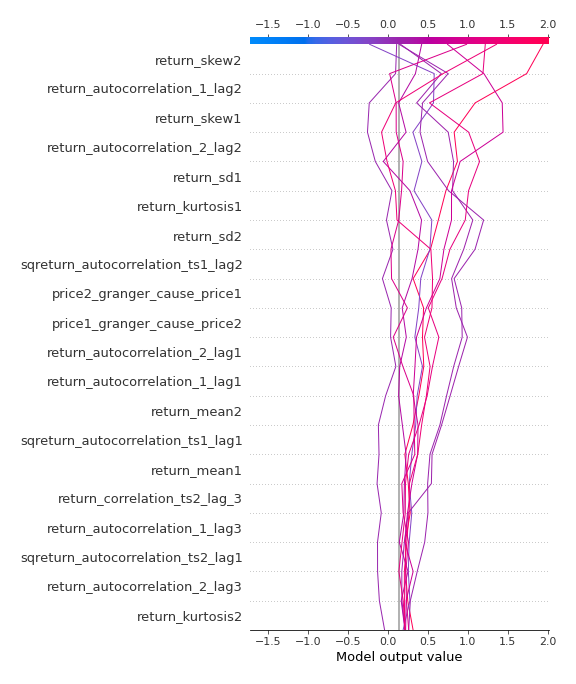 −1.5 −1.0 −0.5 0.0 0.5 1.0 1.5 2.0
return_skew2
return_autocorrelation_1_lag2
return_skew1
return_autocorrelation_2_lag2
return_sd1
return_kurtosis1
return_sd2
sqreturn_autocorrelation_ts1_lag2
price2_granger_cause_price1
price1_granger_cause_price2
return_autocorrelation_2_lag1
return_autocorrelation_1_lag1
return_mean2
sqreturn_autocorrelation_ts1_lag1
return_mean1
return_correlation_ts2_lag_3
return_autocorrelation_1_lag3
sqreturn_autocorrelation_ts2_lag1
return_autocorrelation_2_lag3
return_kurtosis2
−1.5 −1.0 −0.5 0.0 0.5 1.0 1.5 2.0
Model output value